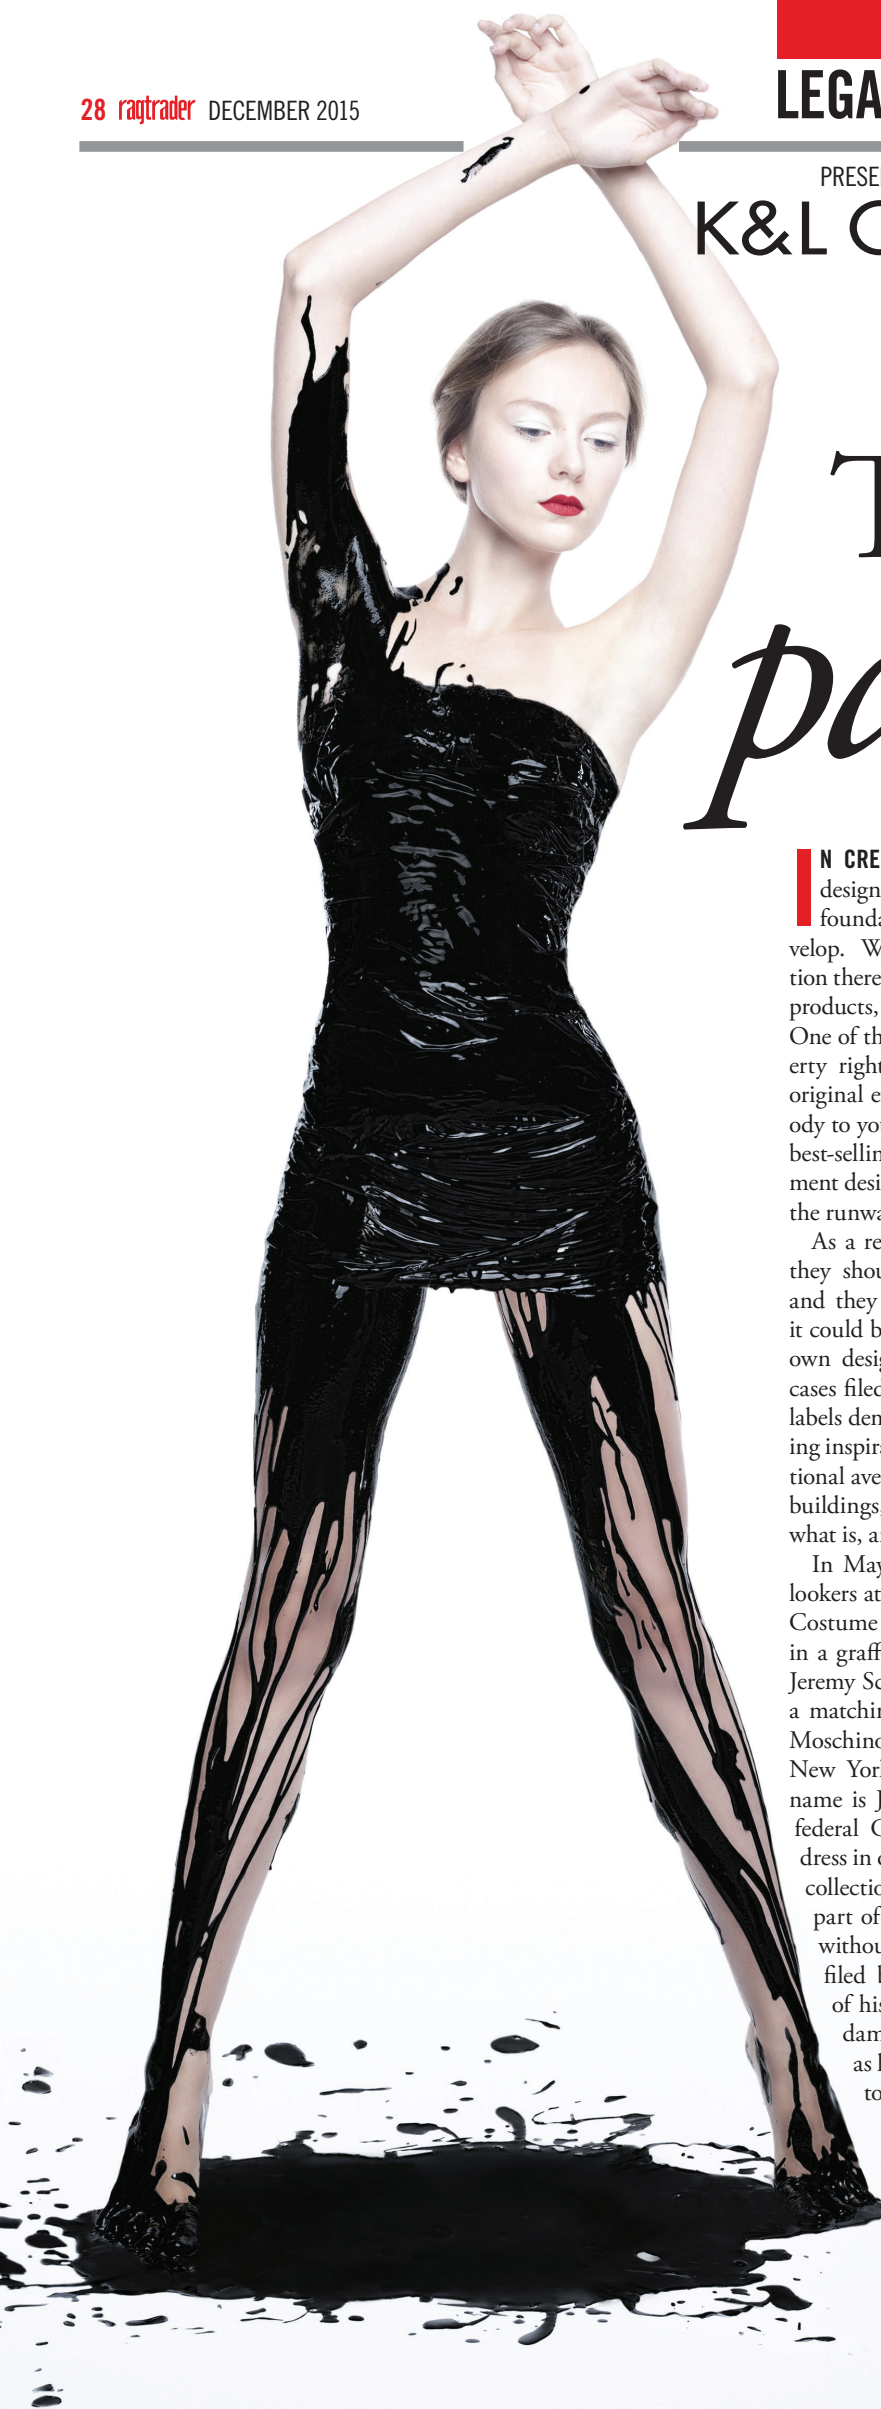 28 ragtrader DECEMBER 2015
LEGA
PRESE
K&L
T
pa
IN CRE
design
founda
velop. W
tion there
products,
One of th
erty right
original e
ody to yo
best-sellin
ment desi
the runwa
As a re
they shou
and they
it could b
own desig
cases filed
labels den
ing inspira
tional ave
buildings,
what is, a
In May
lookers at
Costume
in a graff
Jeremy Sc
a matchin
Moschino
New York
name is J
federal C
dress in
collectio
part of
withou
filed b
of his
dam
as l
to